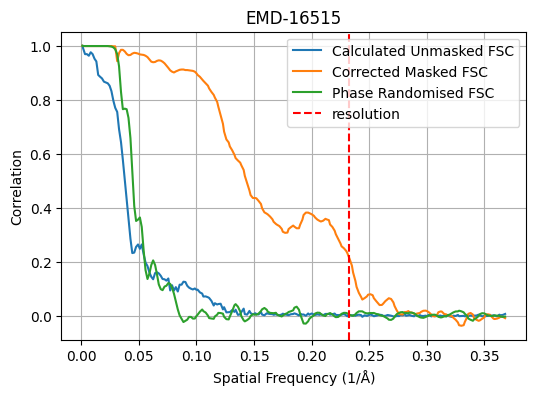 EMD-16515
1.0
0.8
0.6
0.4
0.2
0.0
Correlation
Calculated Unmasked FSC
Corrected Masked FSC
Phase Randomised FSC
resolution
0.00 0.05 0.10 0.15 0.20 0.25 0.30 0.35
Spatial Frequency (1/Å)